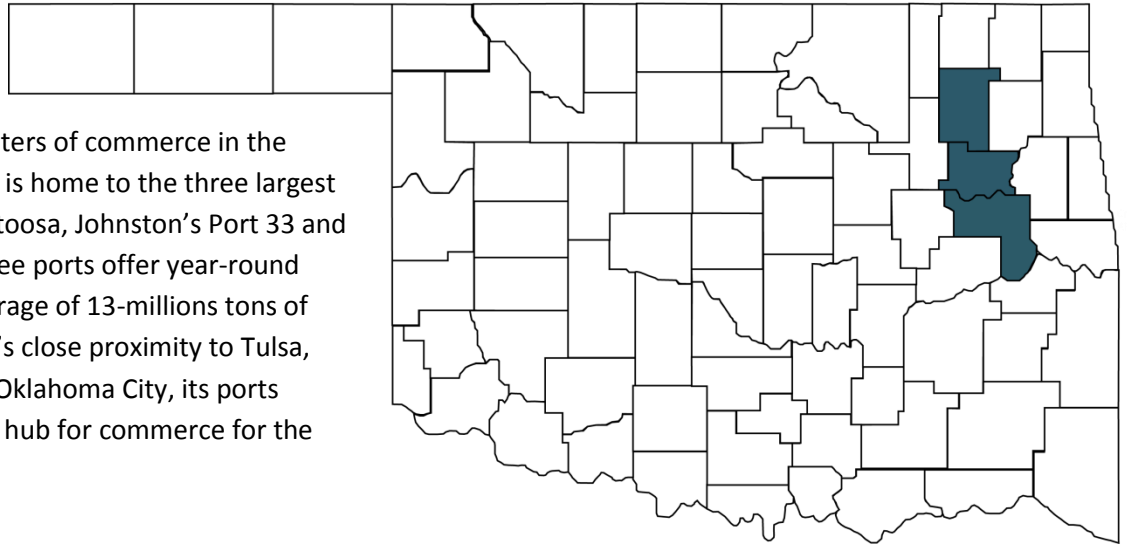 ters of commerce in the
is home to the three largest
toosa, Johnston’s Port 33 and
ee ports offer year-round
rage of 13-millions tons of
’s close proximity to Tulsa,
Oklahoma City, its ports
hub for commerce for the